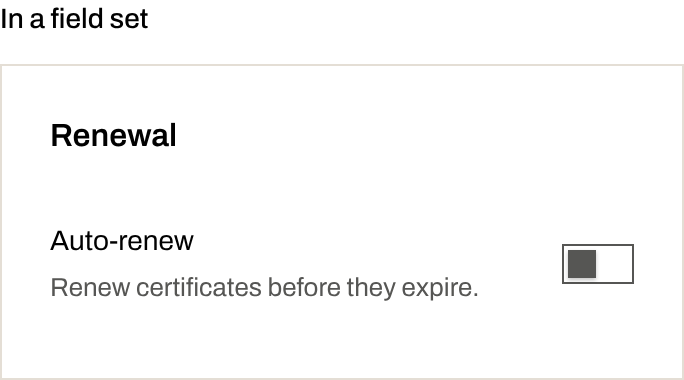 In a field set
Renewal
Auto-renew
Renew certificates before they expire.